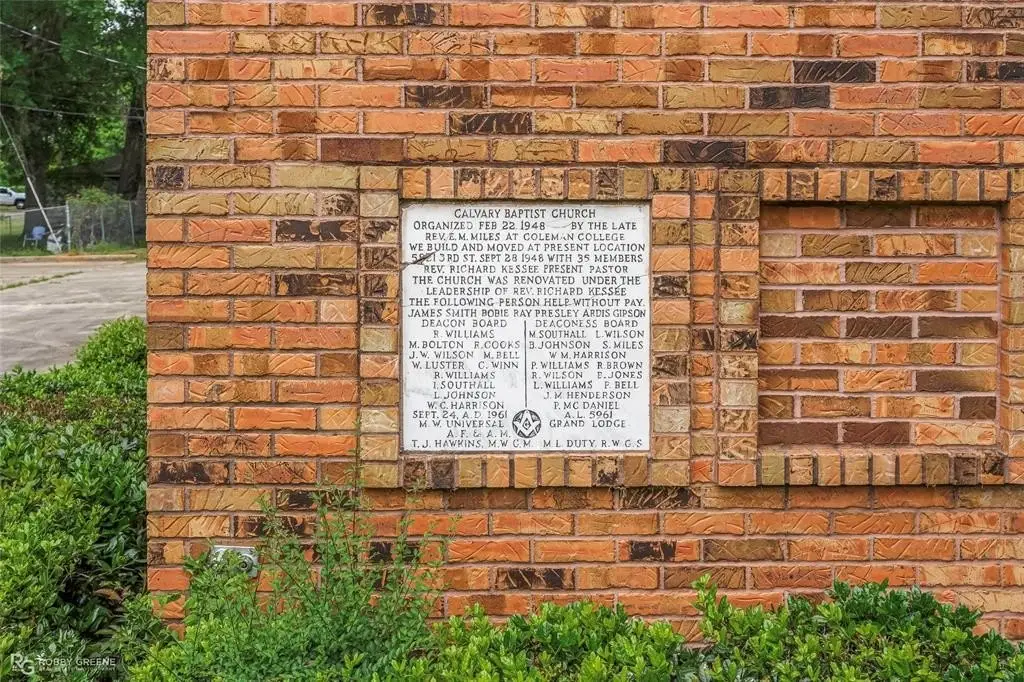 CALVARY BAPTIST CHURCH
ORGANIZED FEB 22 1948 BY THE LATE
REV. E.M. MILES AT COLEMAN COLLEGE
WE BUILD AND MOVED AT PRESENT LOCATION
5821 3RD ST. SEPT 28 1948 WITH 35 MEMBERS
REV. RICHARD KESSEE PRESENT PASTOR
THE CHURCH WAS RENOVATED UNDER THE
LEADERSHIP OF REV. RICHARD KESSEE
THE FOLLOWING PERSON HELP WITHOUT PAY.
JAMES SMITH BOBIE RAY PRESLEY ARDIS GIPSON
DEACON BOARD
R. WILLIAMS
M. BOLTON R. COOKS
J. W. WILSON M. BELL
W. LUSTER C. WINN
R. WILLIAMS
I. SOUTHALL
L. JOHNSON
W. C. HARRISON
DEACONESS BOARD
M. SOUTHALL L. WILSON
B. JOHNSON S. MILES
W M. HARRISON
P. WILLIAMS R. BROWN
R. WILSON E. JONES
L. WILLIAMS F. BELL
J. M. HENDERSON
P. MC DANIEL
SEPT. 24, A.D. 1961 A.L. 5961
M. W. UNIVERSAL GRAND LODGE
A. F. & A. M.
T. J. HAWKINS, M.W.G.M. M L DUTY, R.W.G.S
RG ROBBY GREENE